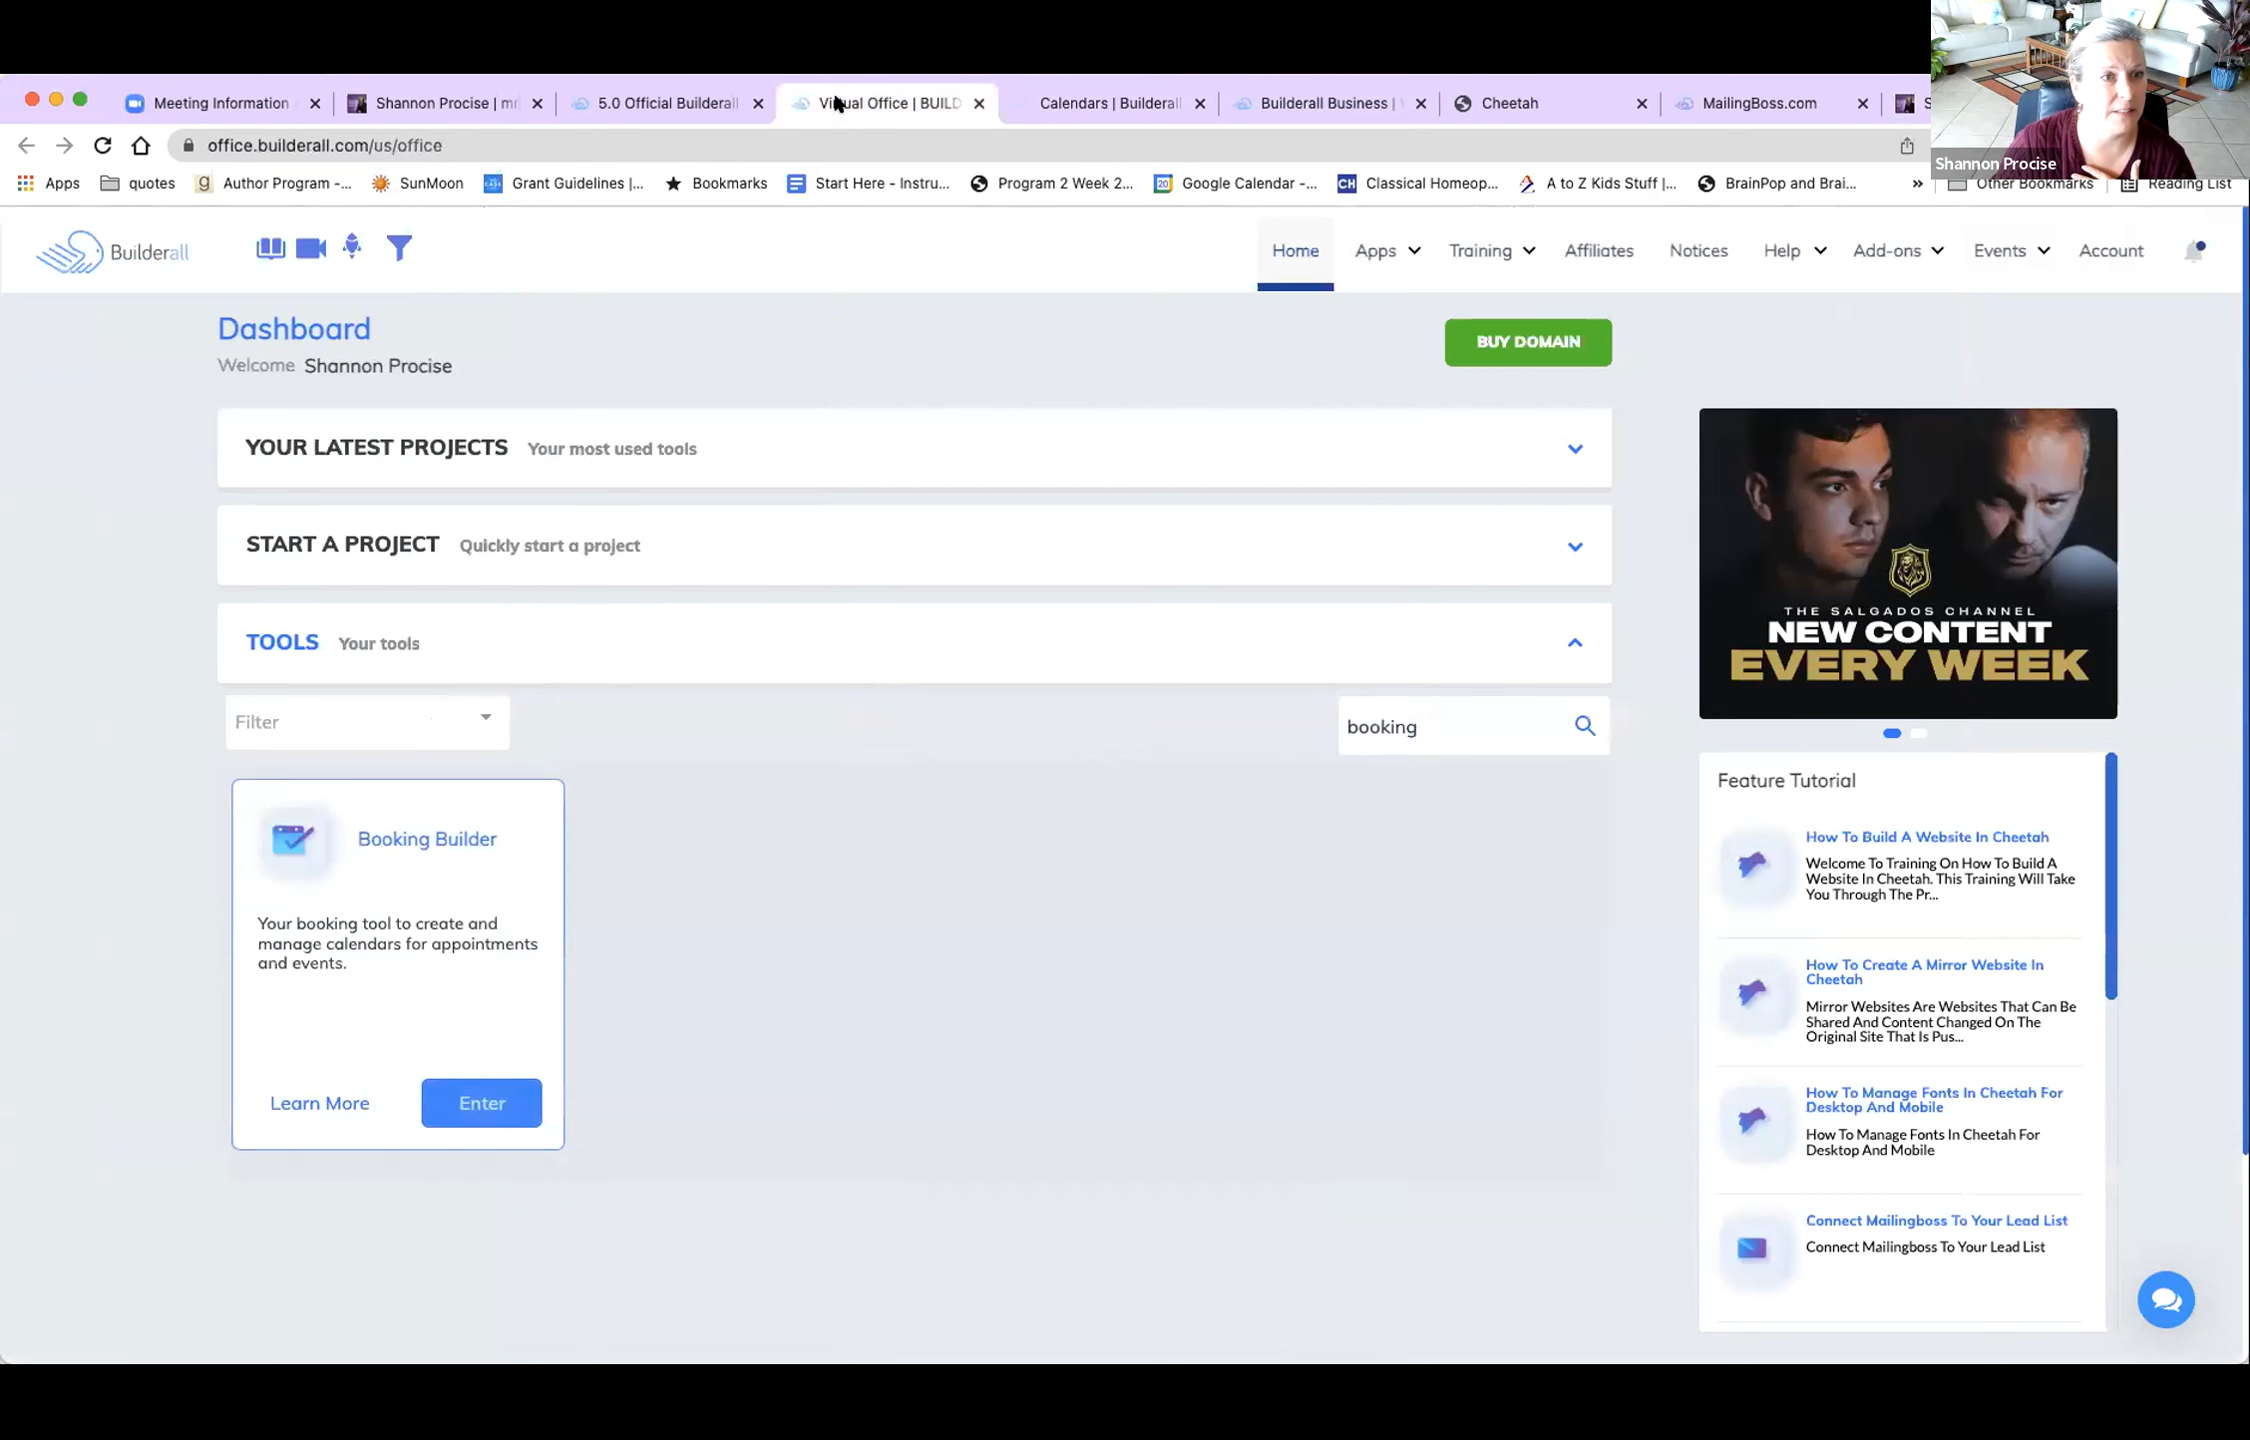 Meeting Information
Shannon Procise | m
5.0 Official Builderall
Virtual Office | BUILD
Calendars | Builderall
Builderall Business |
Cheetah
MailingBoss.com
office.builderall.com/us/office
Apps
quotes
Author Program -...
SunMoon
Grant Guidelines |...
Bookmarks
Start Here - Instru...
Program 2 Week 2...
Google Calendar -...
Classical Homeop...
A to Z Kids Stuff |...
BrainPop and Brai...
»
Other Bookmarks
Reading List
Shannon Procise
Builderall
Home
Apps
Training
Affiliates
Notices
Help
Add-ons
Events
Account
Dashboard
Welcome Shannon Procise
BUY DOMAIN
YOUR LATEST PROJECTS Your most used tools
START A PROJECT Quickly start a project
TOOLS Your tools
Filter
booking
Booking Builder
Your booking tool to create and
manage calendars for appointments
and events.
Learn More
Enter
THE SALGADOS CHANNEL
NEW CONTENT
EVERY WEEK
Feature Tutorial
How To Build A Website In Cheetah
Welcome To Training On How To Build A
Website In Cheetah. This Training Will Take
You Through The Pr...
How To Create A Mirror Website In
Cheetah
Mirror Websites Are Websites That Can Be
Shared And Content Changed On The
Original Site That Is Pus...
How To Manage Fonts In Cheetah For
Desktop And Mobile
How To Manage Fonts In Cheetah For
Desktop And Mobile
Connect Mailingboss To Your Lead List
Connect Mailingboss To Your Lead List